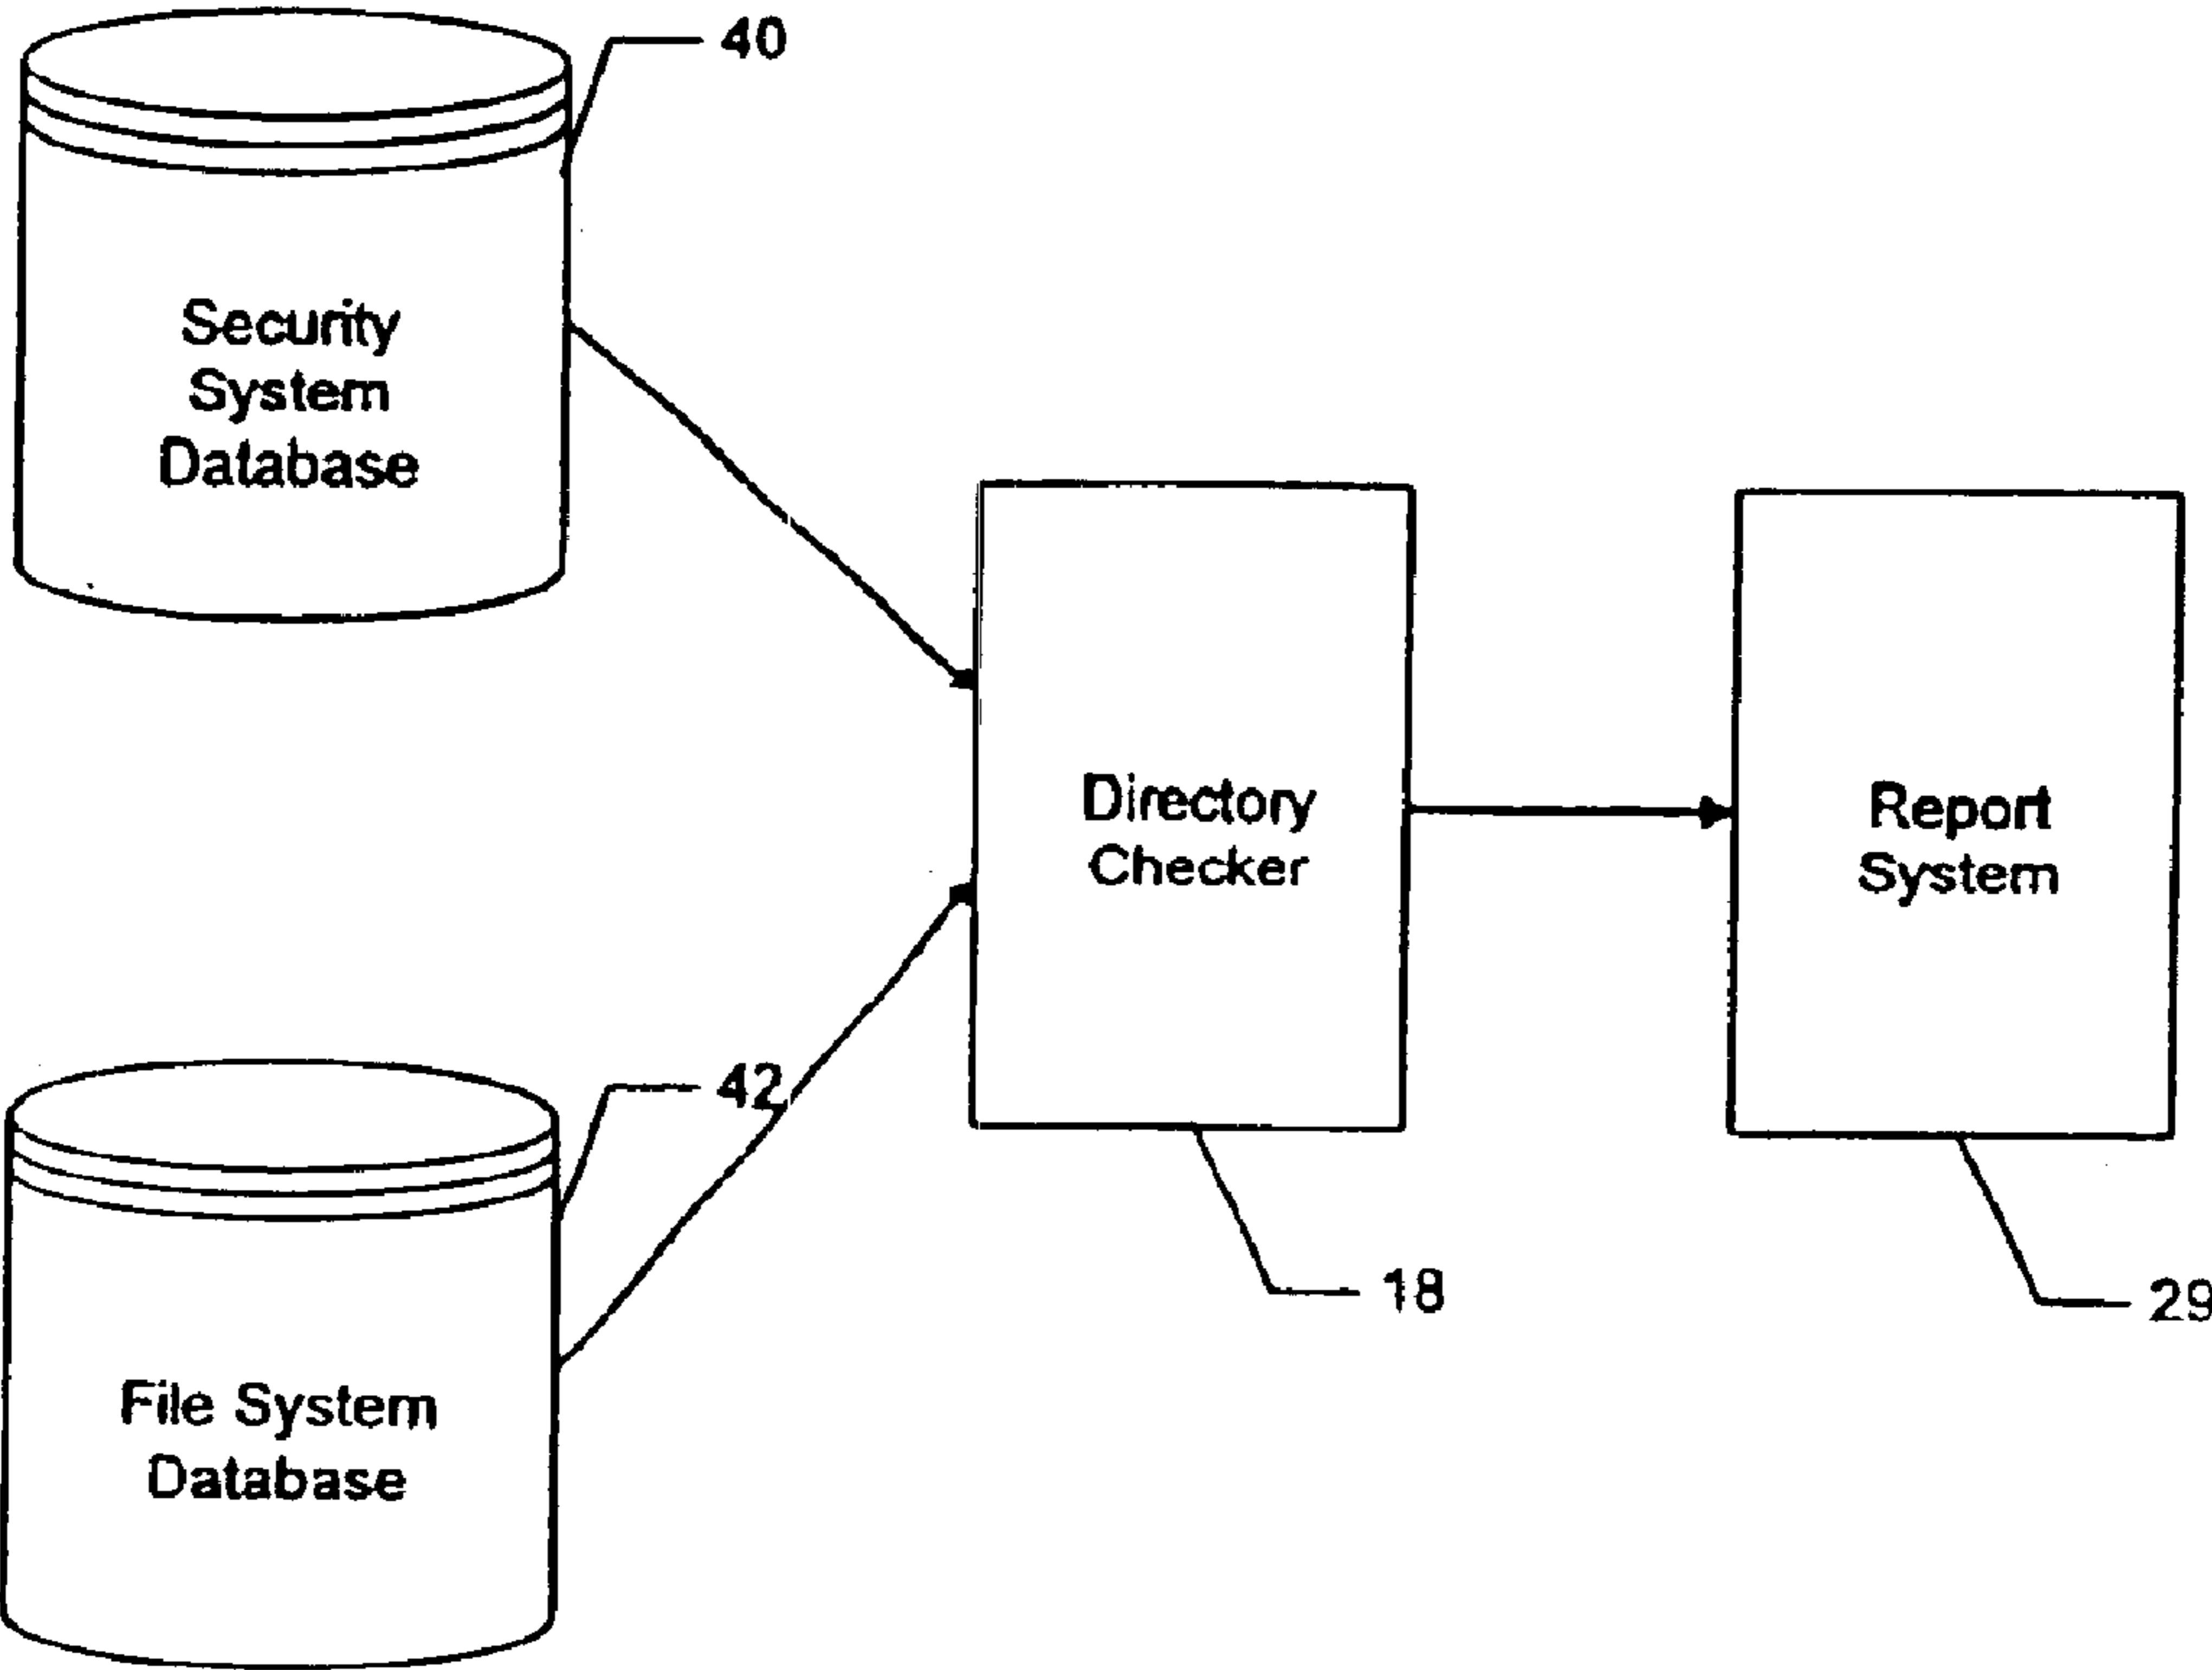 40
Security
System
Database
Directory
Checker
Report
System
42
18
29
File System
Database